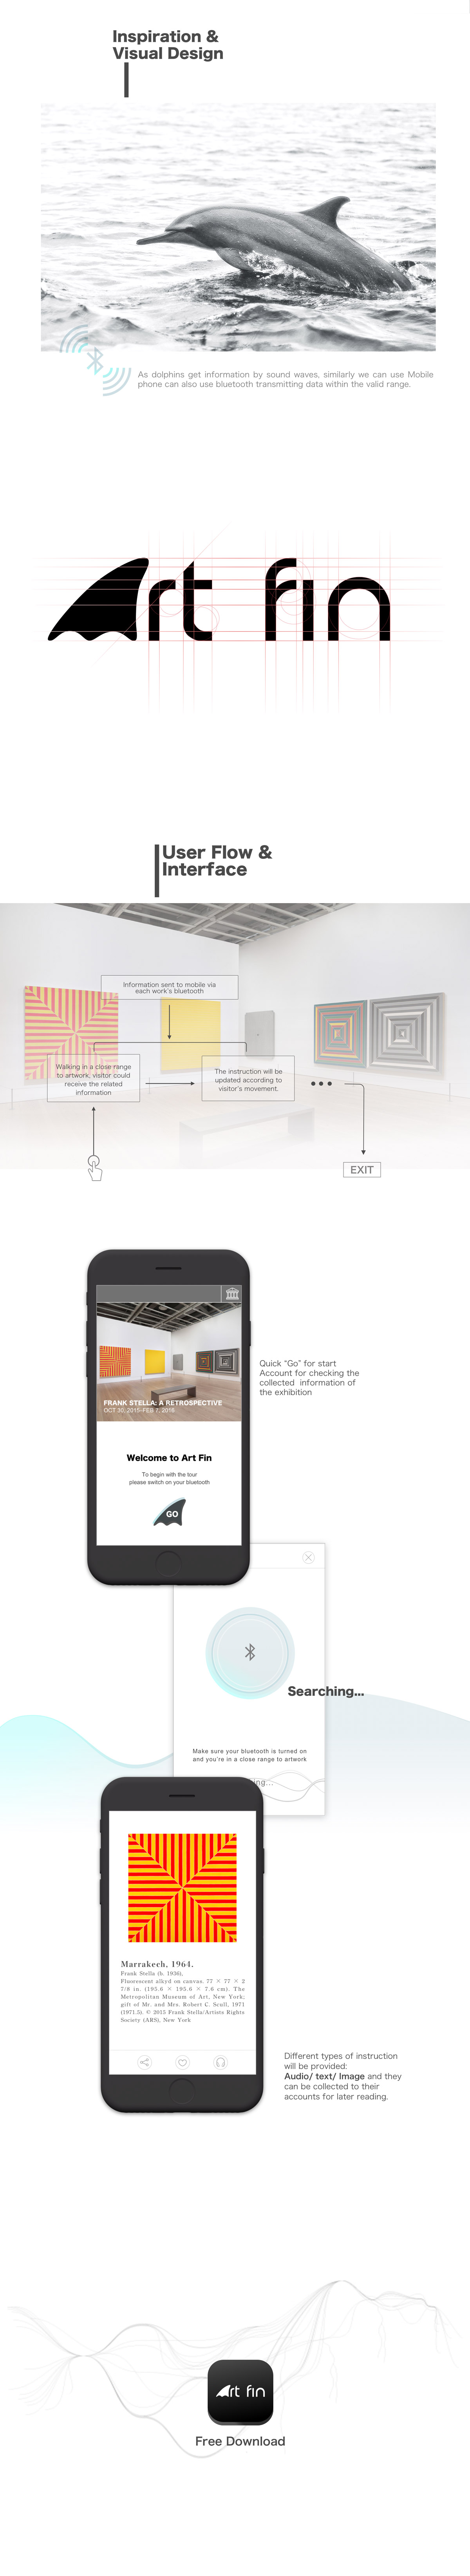 Inspiration &
Visual Design
As dolphins get information by sound waves, similarly we can use Mobile
phone can also use bluetooth transmitting data within the valid range.
Art fin
User Flow &
Interface
Information sent to mobile via
each work's bluetooth
Walking in a close range
to artwork, visitor could
receive the related
information
The instruction will be
updated according to
visitor's movement.
EXIT
FRANK STELLA: A RETROSPECTIVE
OCT 30, 2015-FEB 7, 2016
Welcome to Art Fin
To begin with the tour
please switch on your bluetooth
GO
Quick “Go” for start
Account for checking the
collected information of
the exhibition
Searching...
Make sure your bluetooth is turned on
and you're in a close range to artwork
ing...
Marrakech, 1964.
Frank Stella (b. 1936),
Fluorescent alkyd on canvas, 77 × 77 × 2
7/8 in. (195.6 × 195.6 × 7.6 cm). The
Metropolitan Museum of Art, New York;
gift of Mr. and Mrs. Robert C. Scull, 1971
(1971.5). © 2015 Frank Stella/Artists Rights
Society (ARS), New York
Different types of instruction
will be provided:
Audio/ text/ Image and they
can be collected to their
accounts for later reading.
Art fin
Free Download